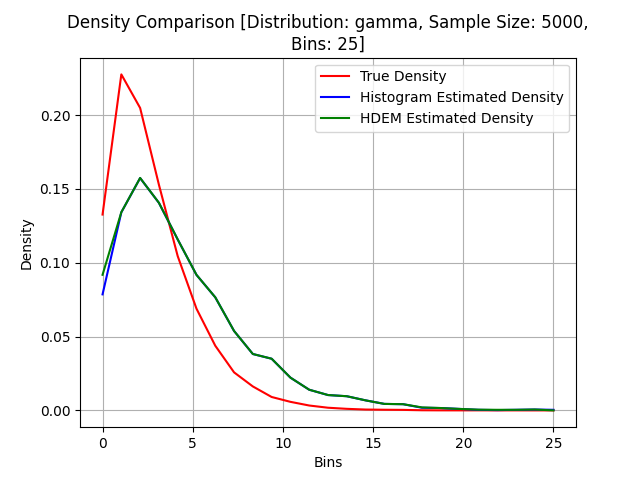 Density Comparison [Distribution: gamma, Sample Size: 5000,
Bins: 25]
True Density
Histogram Estimated Density
HDEM Estimated Density
Density
0.20
0.15
0.10
0.05
0.00
0 5 10 15 20 25
Bins